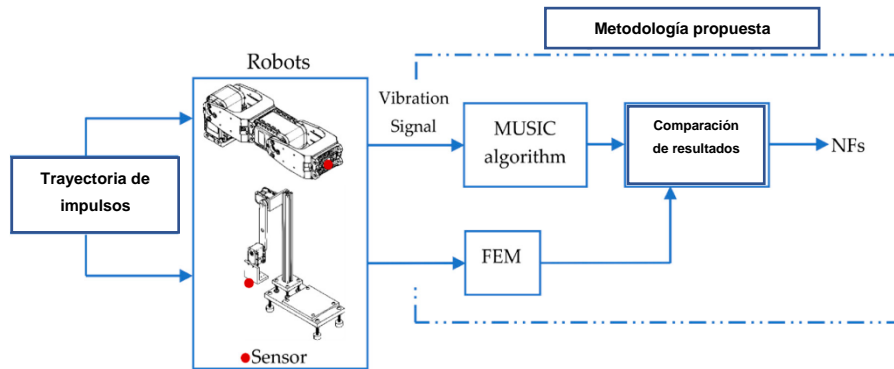 Metodología propuesta
Robots
Vibration
Signal
MUSIC
algorithm
Comparación
de resultados
NFs
Trayectoria de
impulsos
FEM
Sensor